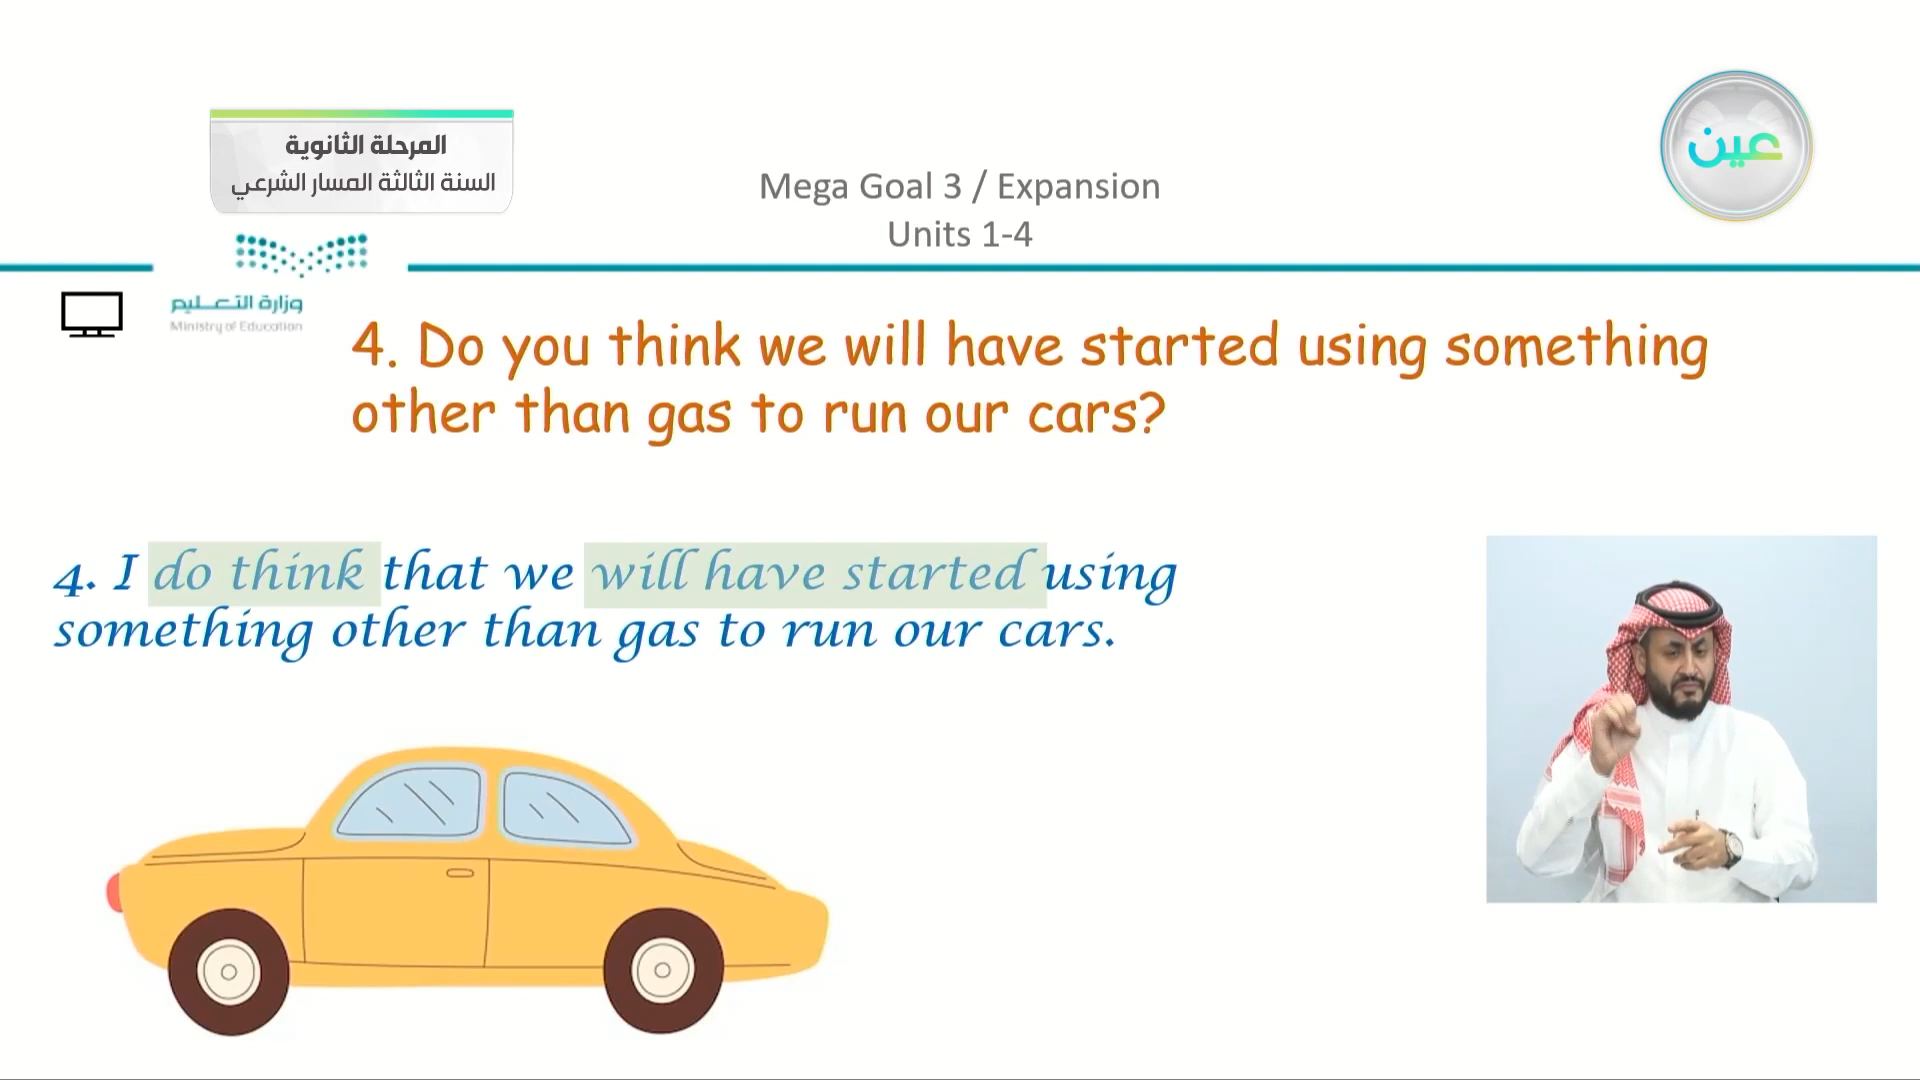 المرحلة الثانوية
السنة الثالثة المسار الشرعي
عين
Mega Goal 3 / Expansion
Units 1-4
وزارة التعليم
Ministry of Education
4. Do you think we will have started using something
other than gas to run our cars?
4. I do think that we will have started using
something other than gas to run our cars.